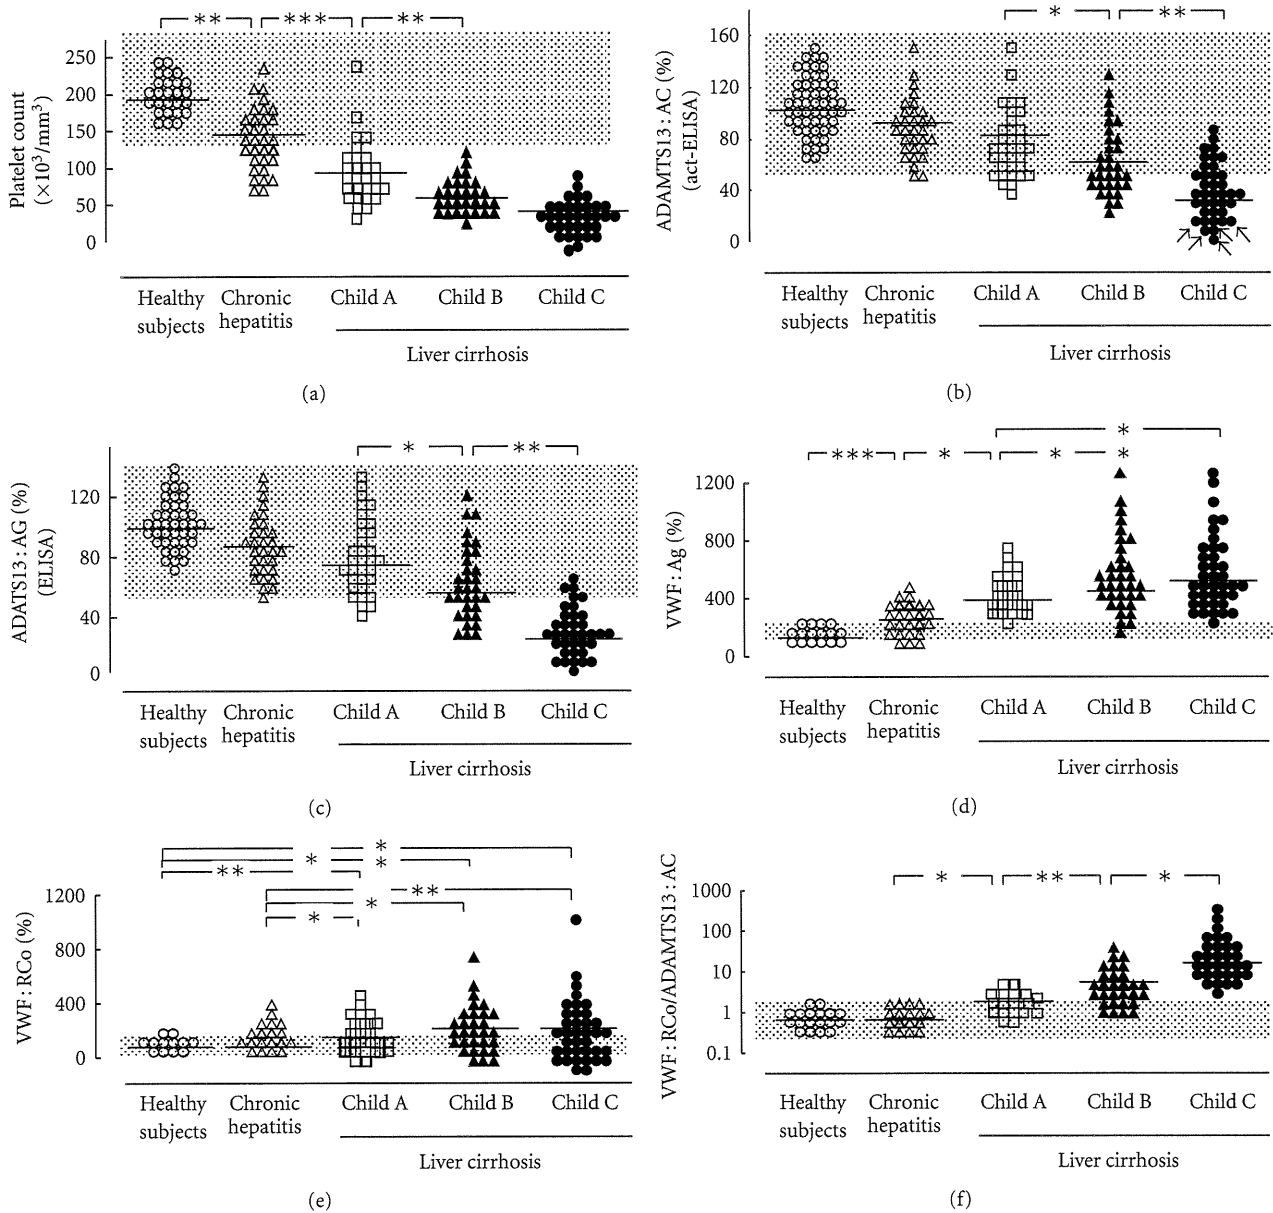 ** *** **
Platelet count
(×10³/mm³)
250
200
150
100
50
0
Healthy subjects
Chronic hepatitis
Child A
Child B
Child C
Liver cirrhosis
(a)
* **
ADAMTS13 : AC (%)
(act-ELISA)
160
120
80
40
0
Healthy subjects
Chronic hepatitis
Child A
Child B
Child C
Liver cirrhosis
(b)
* **
ADATS13 : AG (%)
(ELISA)
120
80
40
0
Healthy subjects
Chronic hepatitis
Child A
Child B
Child C
Liver cirrhosis
(c)
*
*** * * *
VWF : Ag (%)
1200
800
400
0
Healthy subjects
Chronic hepatitis
Child A
Child B
Child C
Liver cirrhosis
(d)
*
* *
**
**
*
*
VWF : RCo (%)
1200
800
400
0
Healthy subjects
Chronic hepatitis
Child A
Child B
Child C
Liver cirrhosis
(e)
* ** *
VWF : RCo/ADAMTS13 : AC
1000
100
10
1
0.1
Healthy subjects
Chronic hepatitis
Child A
Child B
Child C
Liver cirrhosis
(f)